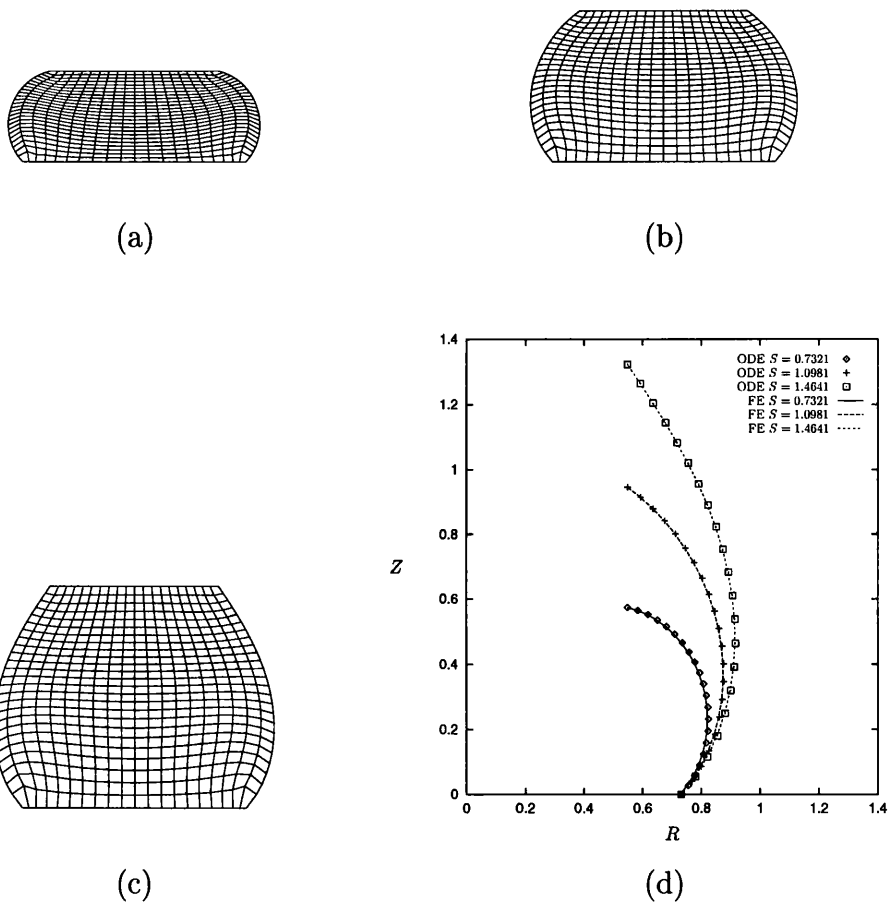 (a)
(b)
(c)
1.4
1.2
1
0.8
0.6
0.4
0.2
0
Z
ODE S = 0.7321
ODE S = 1.0981
ODE S = 1.4641
FE S = 0.7321
FE S = 1.0981
FE S = 1.4641
0 0.2 0.4 0.6 0.8 1 1.2 1.4
R
(d)